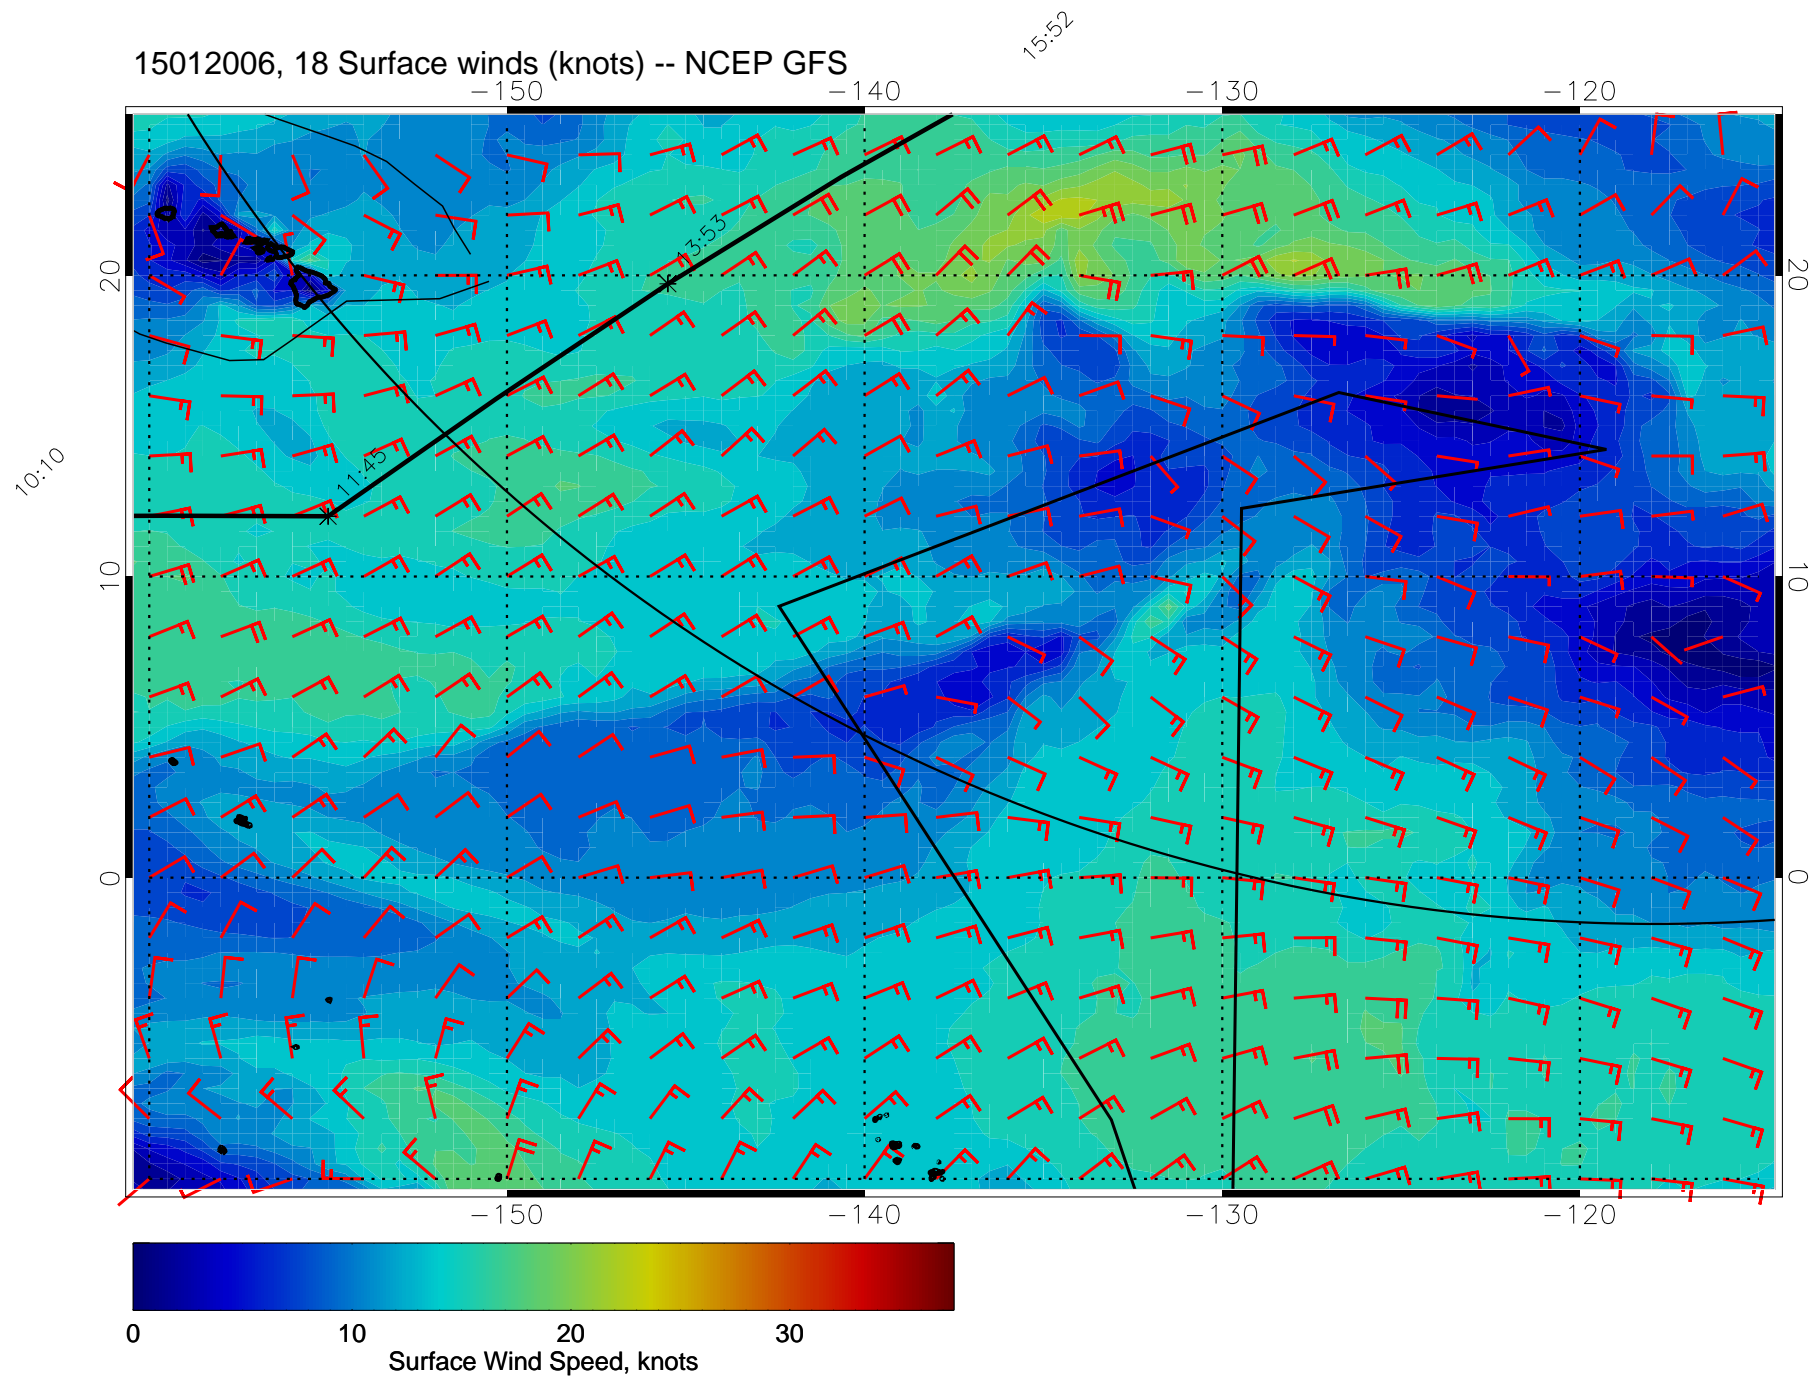 15:52
15012006, 18 Surface winds (knots) -- NCEP GFS
−150 −140 −130 −120
13:53
20 20
11:45
10:10
10 10
0 0
−150 −140 −130 −120
0 10 20 30
Surface Wind Speed, knots